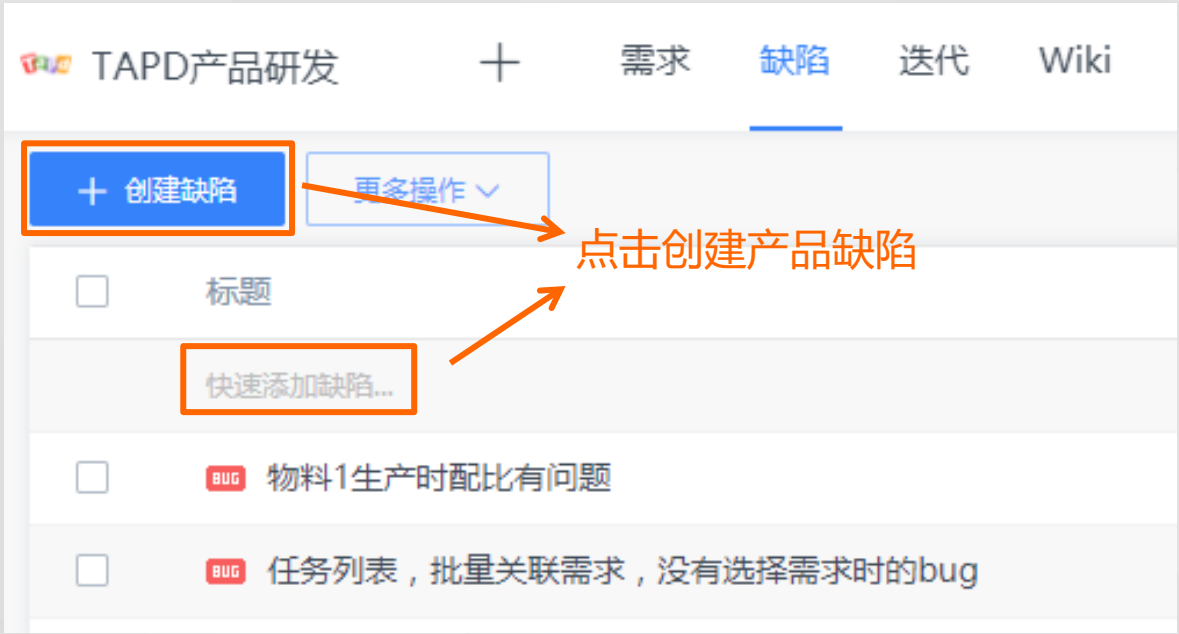 TAPD TAPD产品研发 + 需求 缺陷 迭代 Wiki
+ 创建缺陷 更多操作
点击创建产品缺陷
标题
快速添加缺陷...
BUG 物料1生产时配比有问题
BUG 任务列表，批量关联需求，没有选择需求时的bug